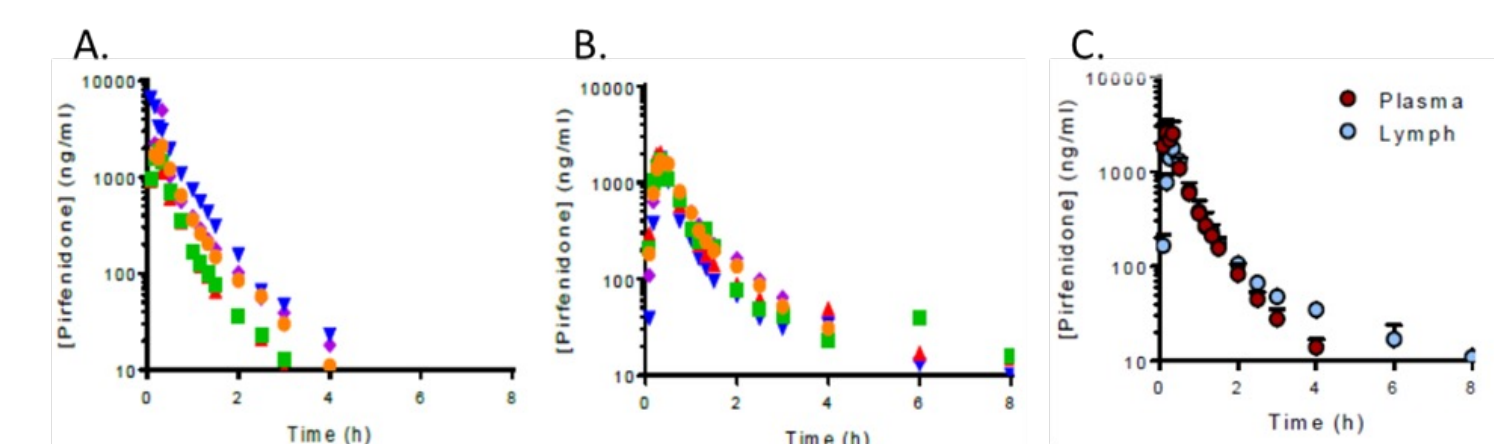 A.
[Pirfenidone] (ng/ml)
10000
1000
100
10
0 2 4 6 8
Time (h)
B.
[Pirfenidone] (ng/ml)
10000
1000
100
10
0 2 4 6 8
Time (h)
C.
[Pirfenidone] (ng/ml)
10000
1000
100
10
0 2 4 6 8
Time (h)
Plasma
Lymph